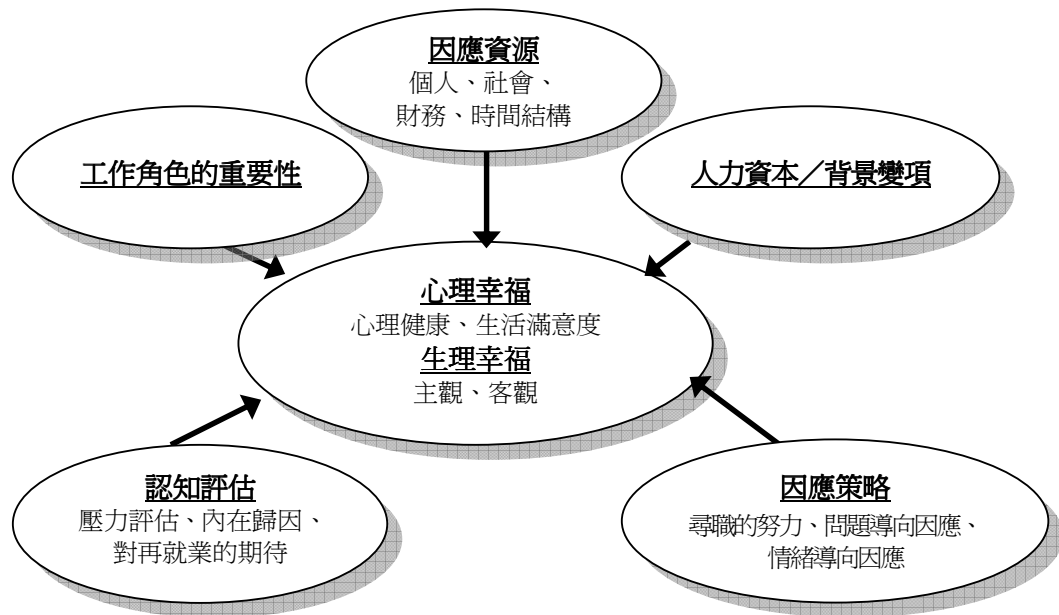 因應資源
個人、社會、
財務、時間結構
工作角色的重要性
人力資本／背景變項
心理幸福
心理健康、生活滿意度
生理幸福
主觀、客觀
認知評估
壓力評估、內在歸因、
對再就業的期待
因應策略
尋職的努力、問題導向因應、
情緒導向因應